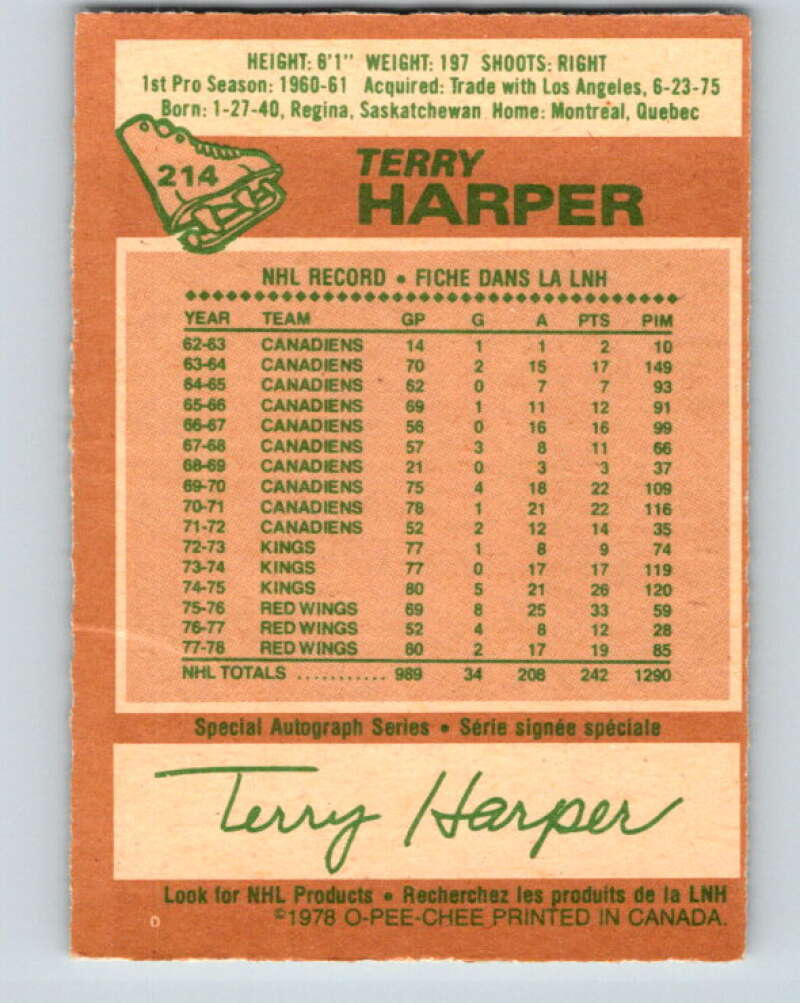 HEIGHT: 6'1" WEIGHT: 197 SHOOTS: RIGHT
1st Pro Season: 1960-61 Acquired: Trade with Los Angeles, 6-23-75
Born: 1-27-40, Regina, Saskatchewan Home: Montreal, Quebec
214
TERRY
HARPER
NHL RECORD • FICHE DANS LA LNH
YEAR TEAM GP G A PTS PIM
62-63 CANADIENS 14 1 1 2 10
63-64 CANADIENS 70 2 15 17 149
64-65 CANADIENS 62 0 7 7 93
65-66 CANADIENS 69 1 11 12 91
66-67 CANADIENS 56 0 16 16 99
67-68 CANADIENS 57 3 8 11 66
68-69 CANADIENS 21 0 3 3 37
69-70 CANADIENS 75 4 18 22 109
70-71 CANADIENS 78 1 21 22 116
71-72 CANADIENS 52 2 12 14 35
72-73 KINGS 77 1 8 9 74
73-74 KINGS 77 0 17 17 119
74-75 KINGS 80 5 21 26 120
75-76 RED WINGS 69 8 25 33 59
76-77 RED WINGS 52 4 8 12 28
77-78 RED WINGS 80 2 17 19 85
NHL TOTALS ........... 989 34 208 242 1290
Special Autograph Series • Série signée spéciale
Terry Harper
Look for NHL Products • Recherchez les produits de la LNH
©1978 O-PEE-CHEE PRINTED IN CANADA.